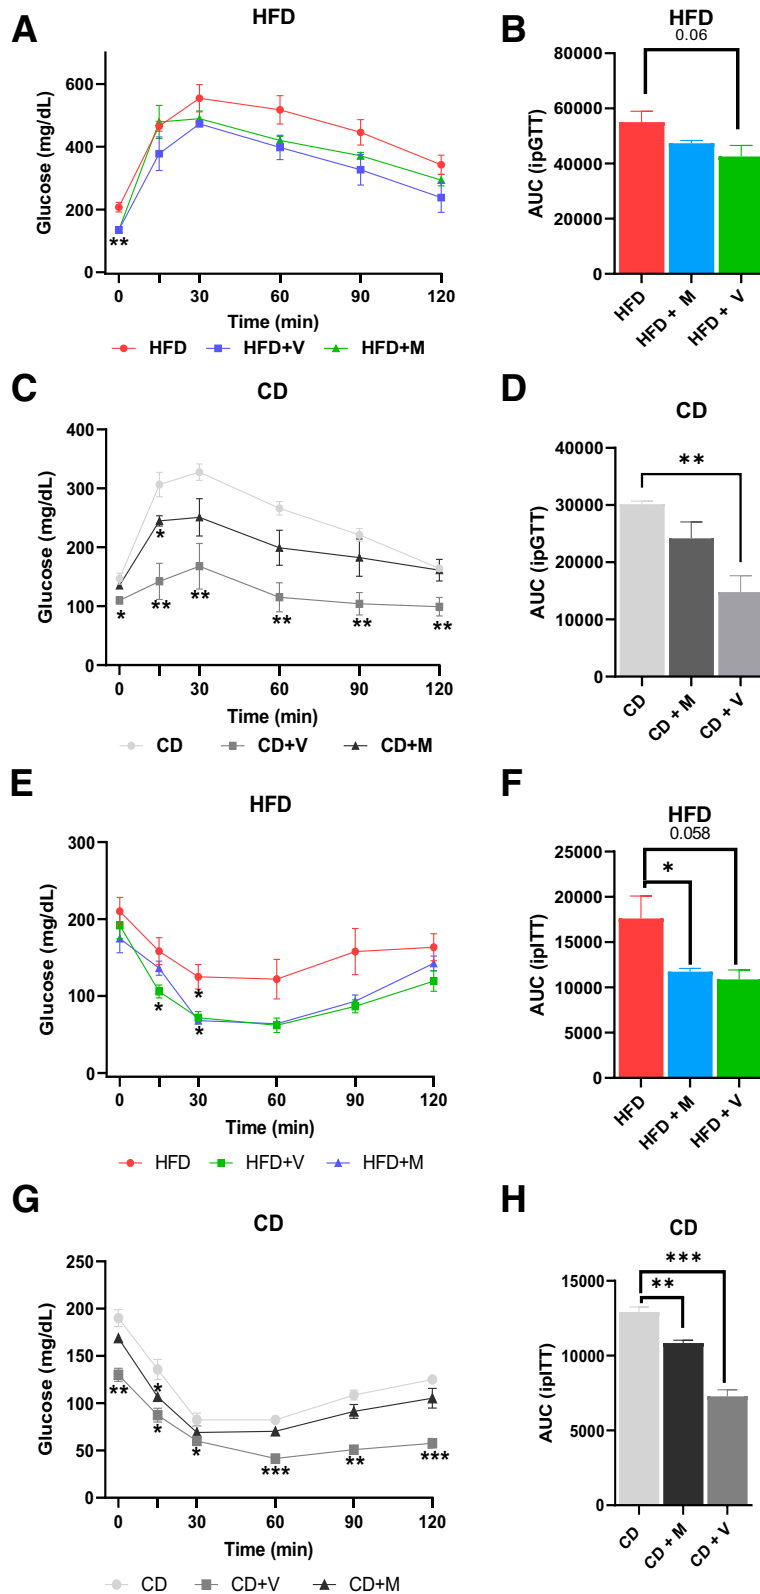 A
HFD
Glucose (mg/dL)
600
400
200
0
**
0 30 60 90 120
Time (min)
HFD HFD+V HFD+M
B
HFD
0.06
AUC (ipGTT)
80000
60000
40000
20000
0
HFD HFD + M HFD + V
C
CD
Glucose (mg/dL)
400
300
200
100
0
*
* ** ** ** ** **
0 30 60 90 120
Time (min)
CD CD+V CD+M
D
CD
**
AUC (ipGTT)
40000
30000
20000
10000
0
CD CD + M CD + V
E
HFD
Glucose (mg/dL)
300
200
100
0
*
* *
0 30 60 90 120
Time (min)
HFD HFD+V HFD+M
F
HFD
0.058
*
AUC (ipITT)
25000
20000
15000
10000
5000
0
HFD HFD + M HFD + V
G
CD
Glucose (mg/dL)
250
200
150
100
50
0
*
** * * *** ** ***
0 30 60 90 120
Time (min)
CD CD+V CD+M
H
CD
***
**
AUC (ipITT)
15000
10000
5000
0
CD CD + M CD + V